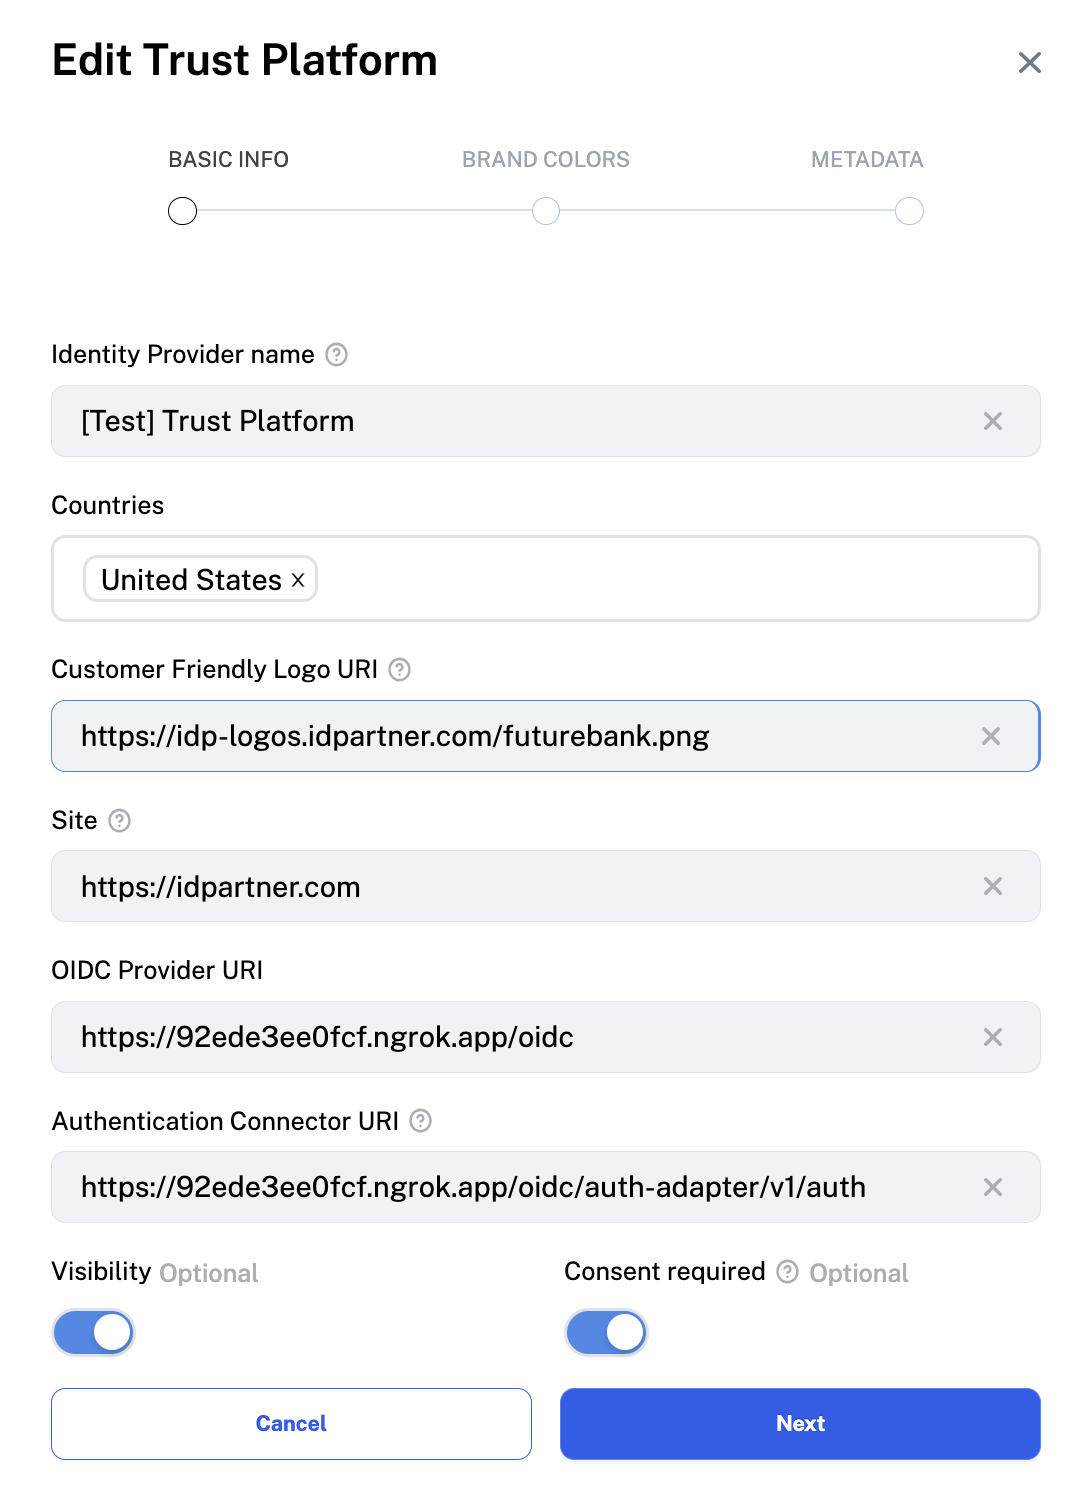 Edit Trust Platform
BASIC INFO
BRAND COLORS
METADATA
Identity Provider name
[Test] Trust Platform
Countries
United States x
Customer Friendly Logo URI
https://idp-logos.idpartner.com/futurebank.png
Site
https://idpartner.com
OIDC Provider URI
https://92ede3ee0fcf.ngrok.app/oidc
Authentication Connector URI
https://92ede3ee0fcf.ngrok.app/oidc/auth-adapter/v1/auth
Visibility Optional
Consent required Optional
Cancel
Next